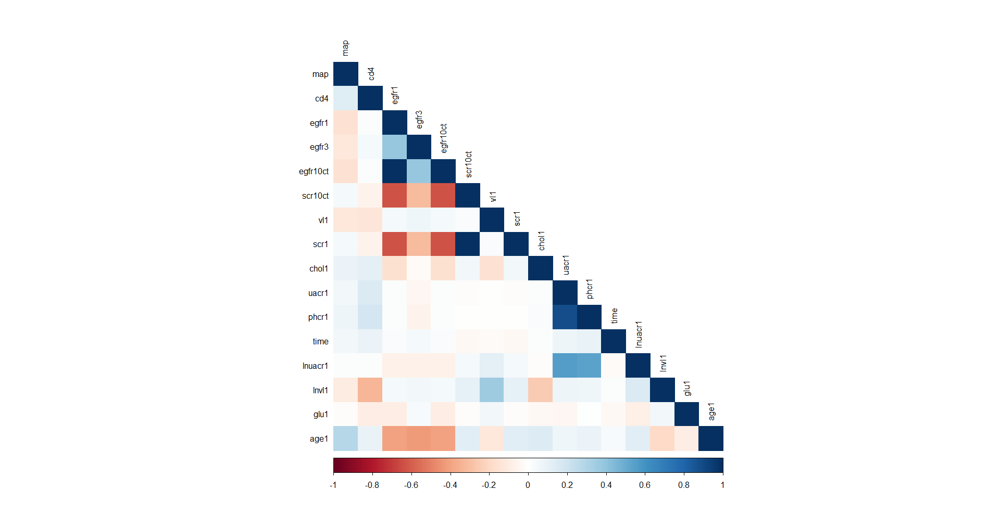 map
map
cd4
cd4
egfr1
egfr1
egfr3
egfr3
egfr10ct
egfr10ct
scr10ct
scr10ct
vl1
vl1
scr1
scr1
chol1
chol1
uacr1
uacr1
phcr1
phcr1
time
time
lnuacr1
lnuacr1
lnvl1
lnvl1
glu1
glu1
age1
age1
-1 -0.8 -0.6 -0.4 -0.2 0 0.2 0.4 0.6 0.8 1